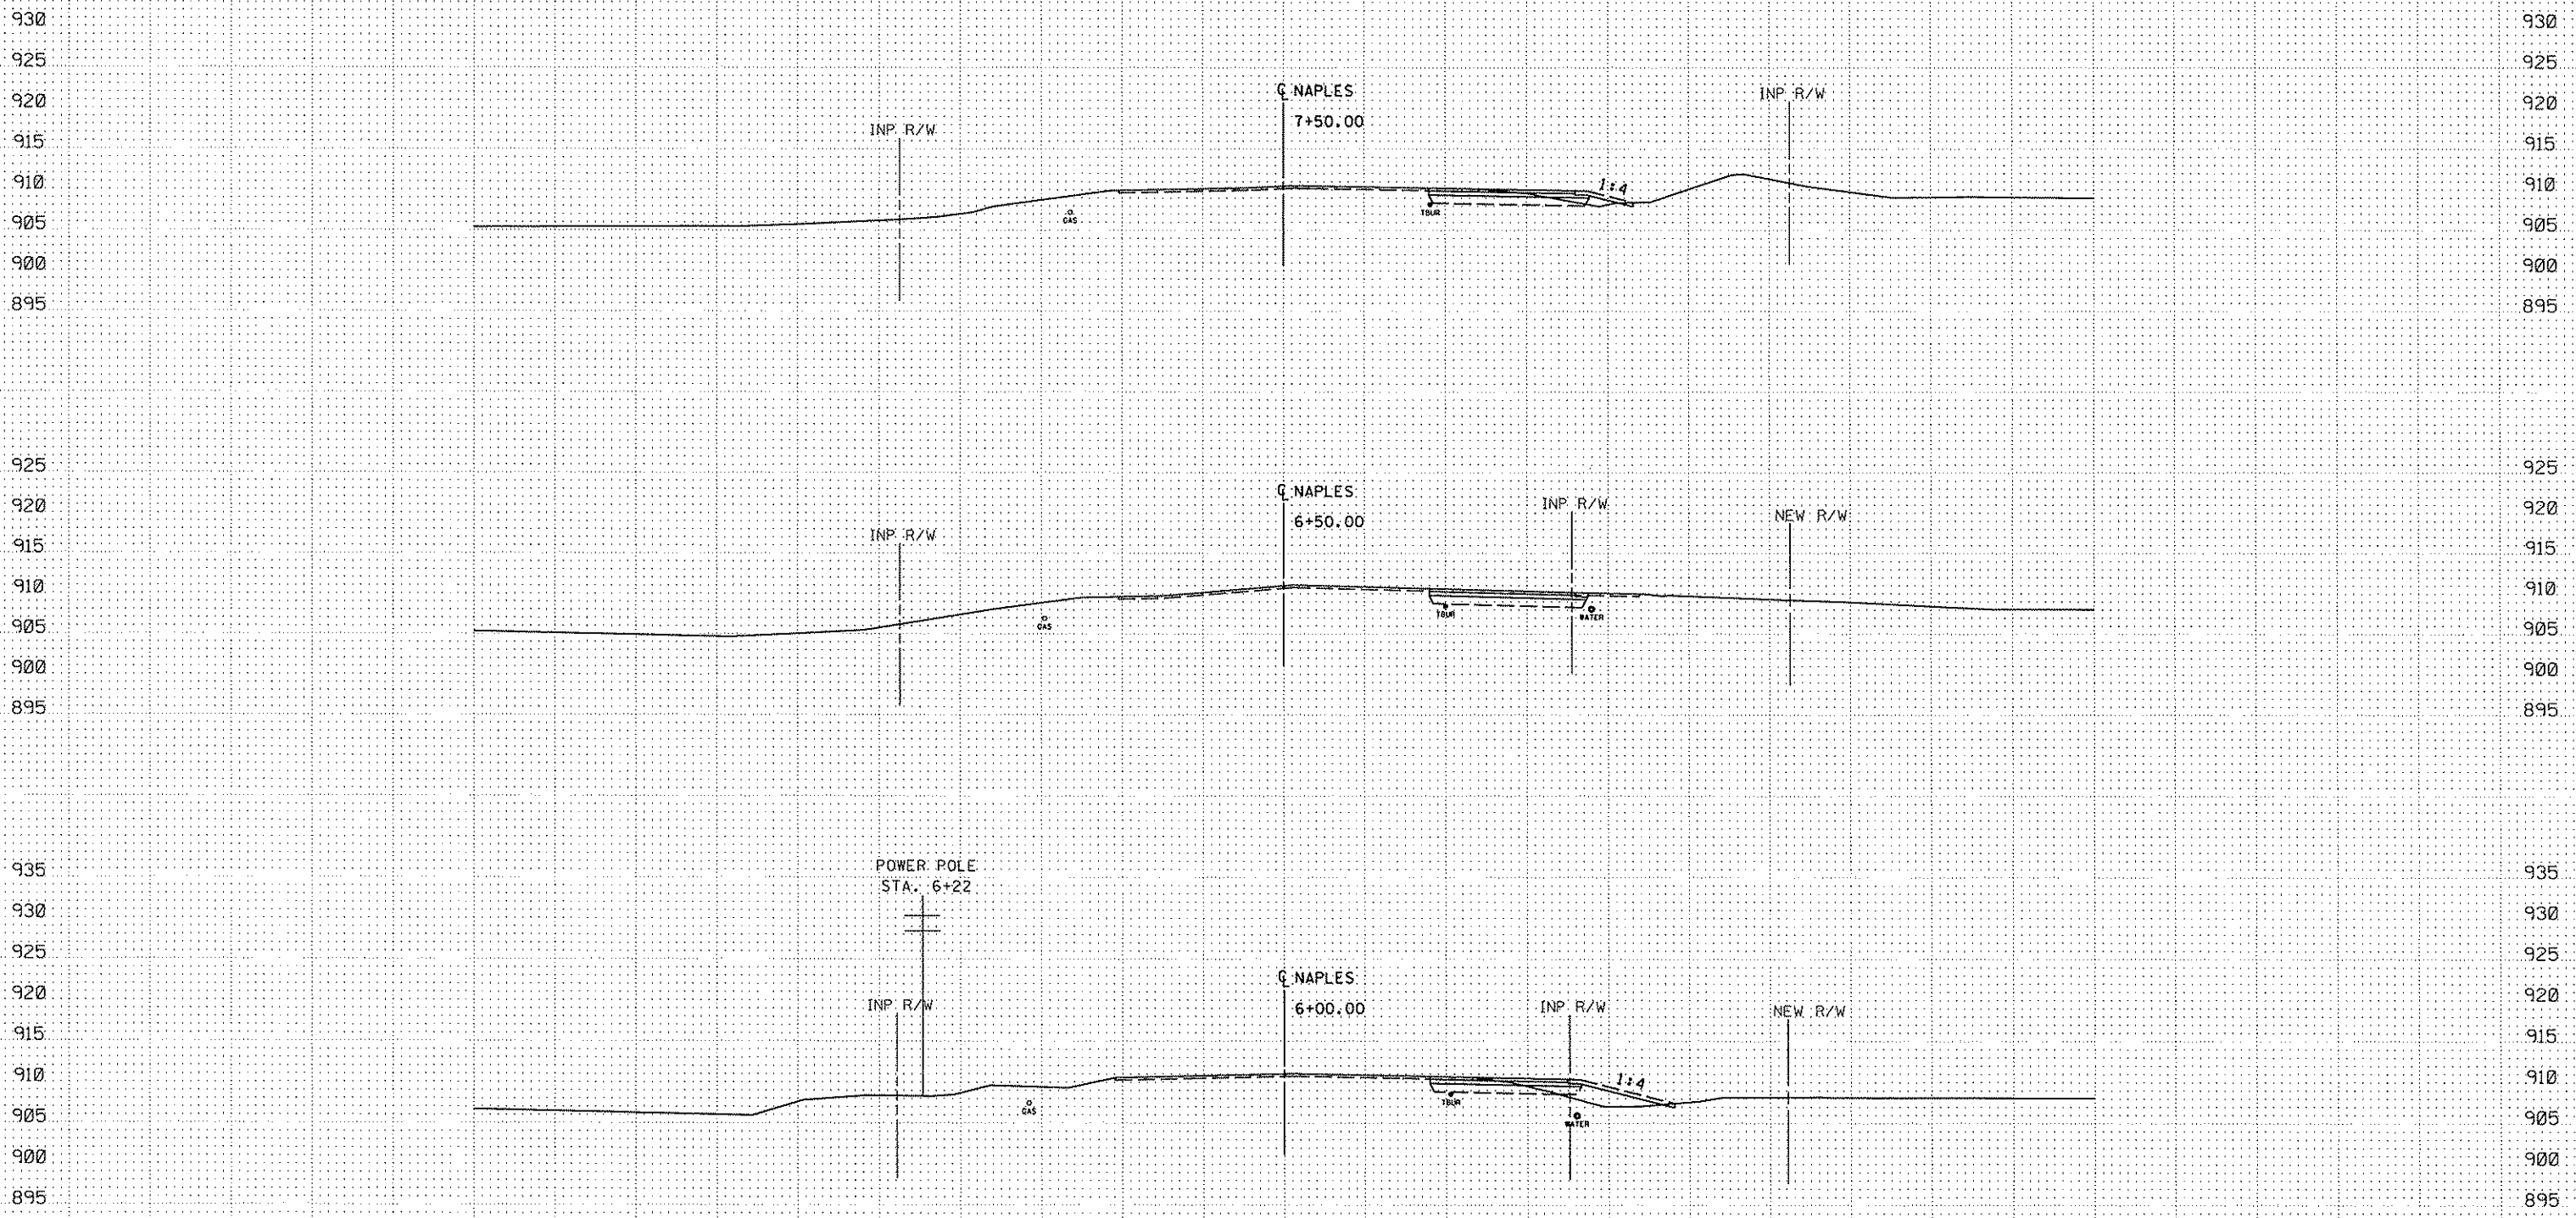 930 930
925 925
℄ NAPLES
INP R/W
920 920
7+50.00
INP R/W
915 915
910 910
1:4
GAS
TBUR
905 905
900 900
895 895
925 925
℄ NAPLES
INP R/W
920 920
6+50.00
NEW R/W
INP R/W
915 915
910 910
GAS
TBUR
WATER
905 905
900 900
895 895
POWER POLE
935 935
STA. 6+22
930 930
925 925
℄ NAPLES
920 920
INP R/W
6+00.00
INP R/W
NEW R/W
915 915
910 910
1:4
GAS
TBUR
WATER
905 905
900 900
895 895